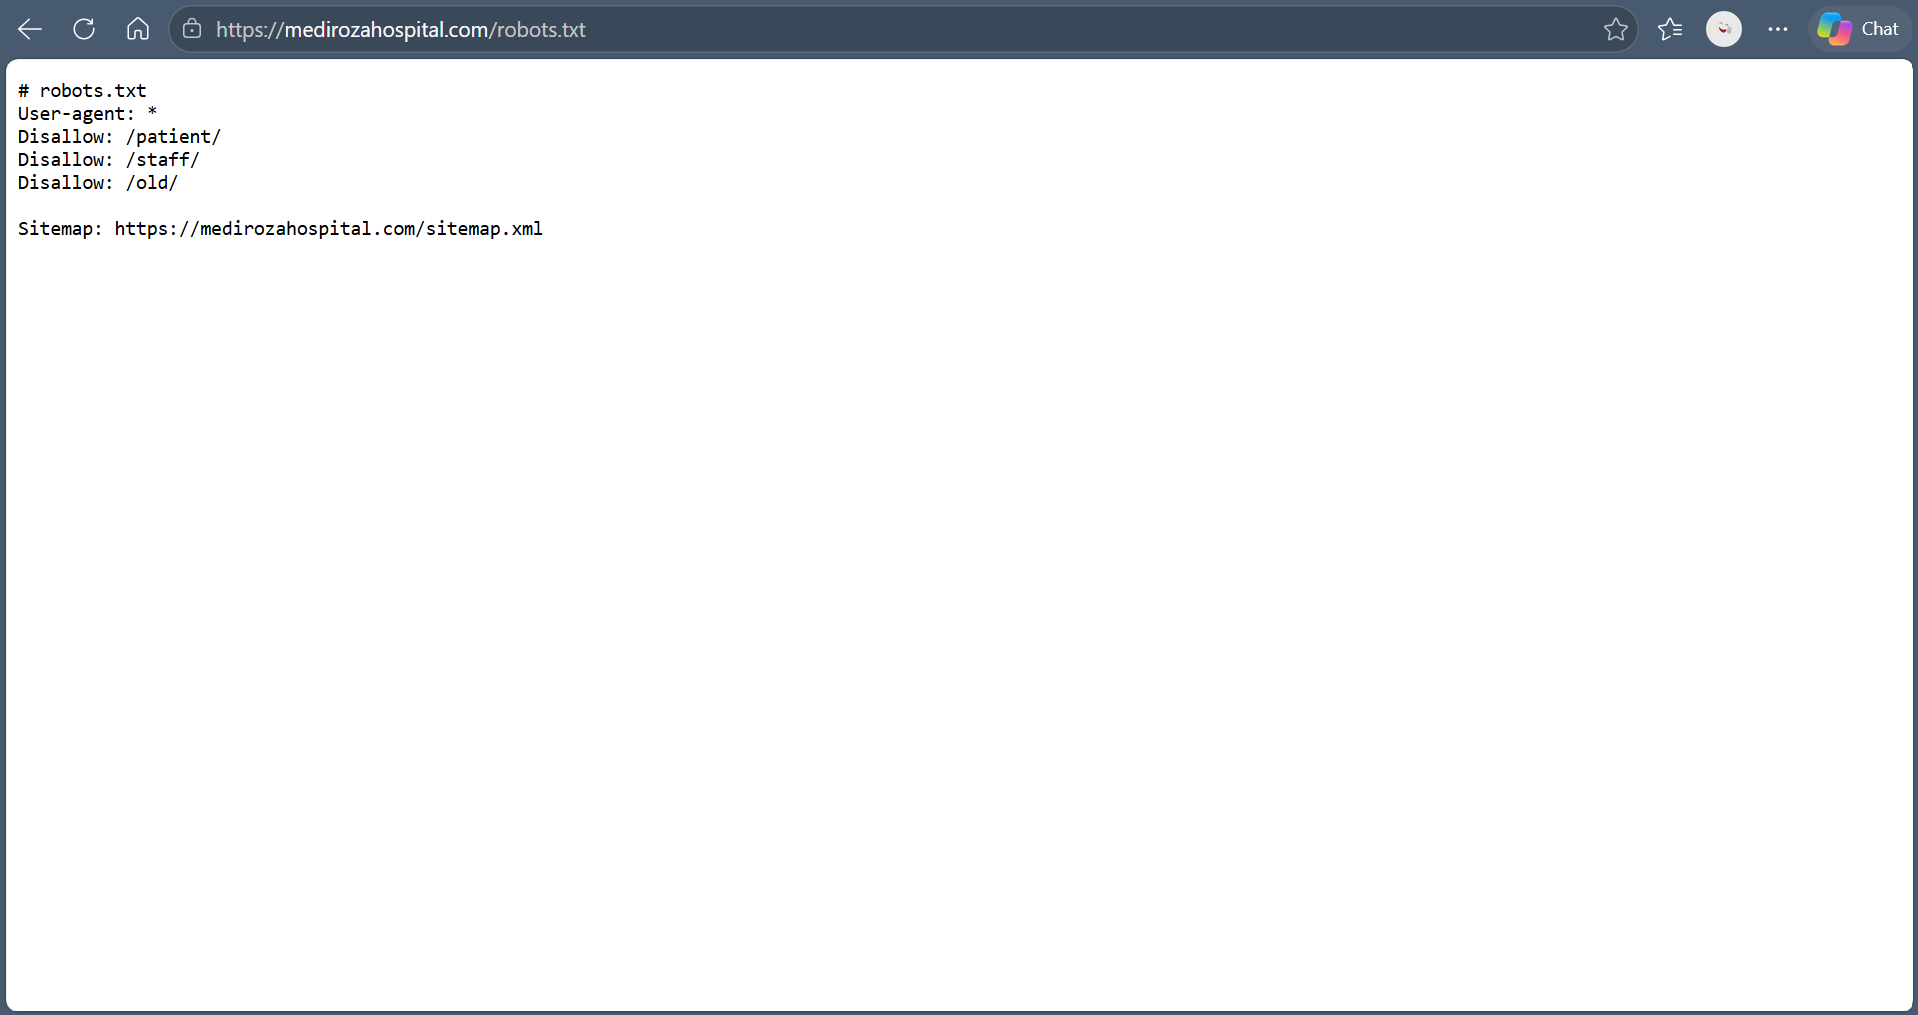 https://medirozahospital.com/robots.txt
Chat
# robots.txt
User-agent: *
Disallow: /patient/
Disallow: /staff/
Disallow: /old/
Sitemap: https://medirozahospital.com/sitemap.xml